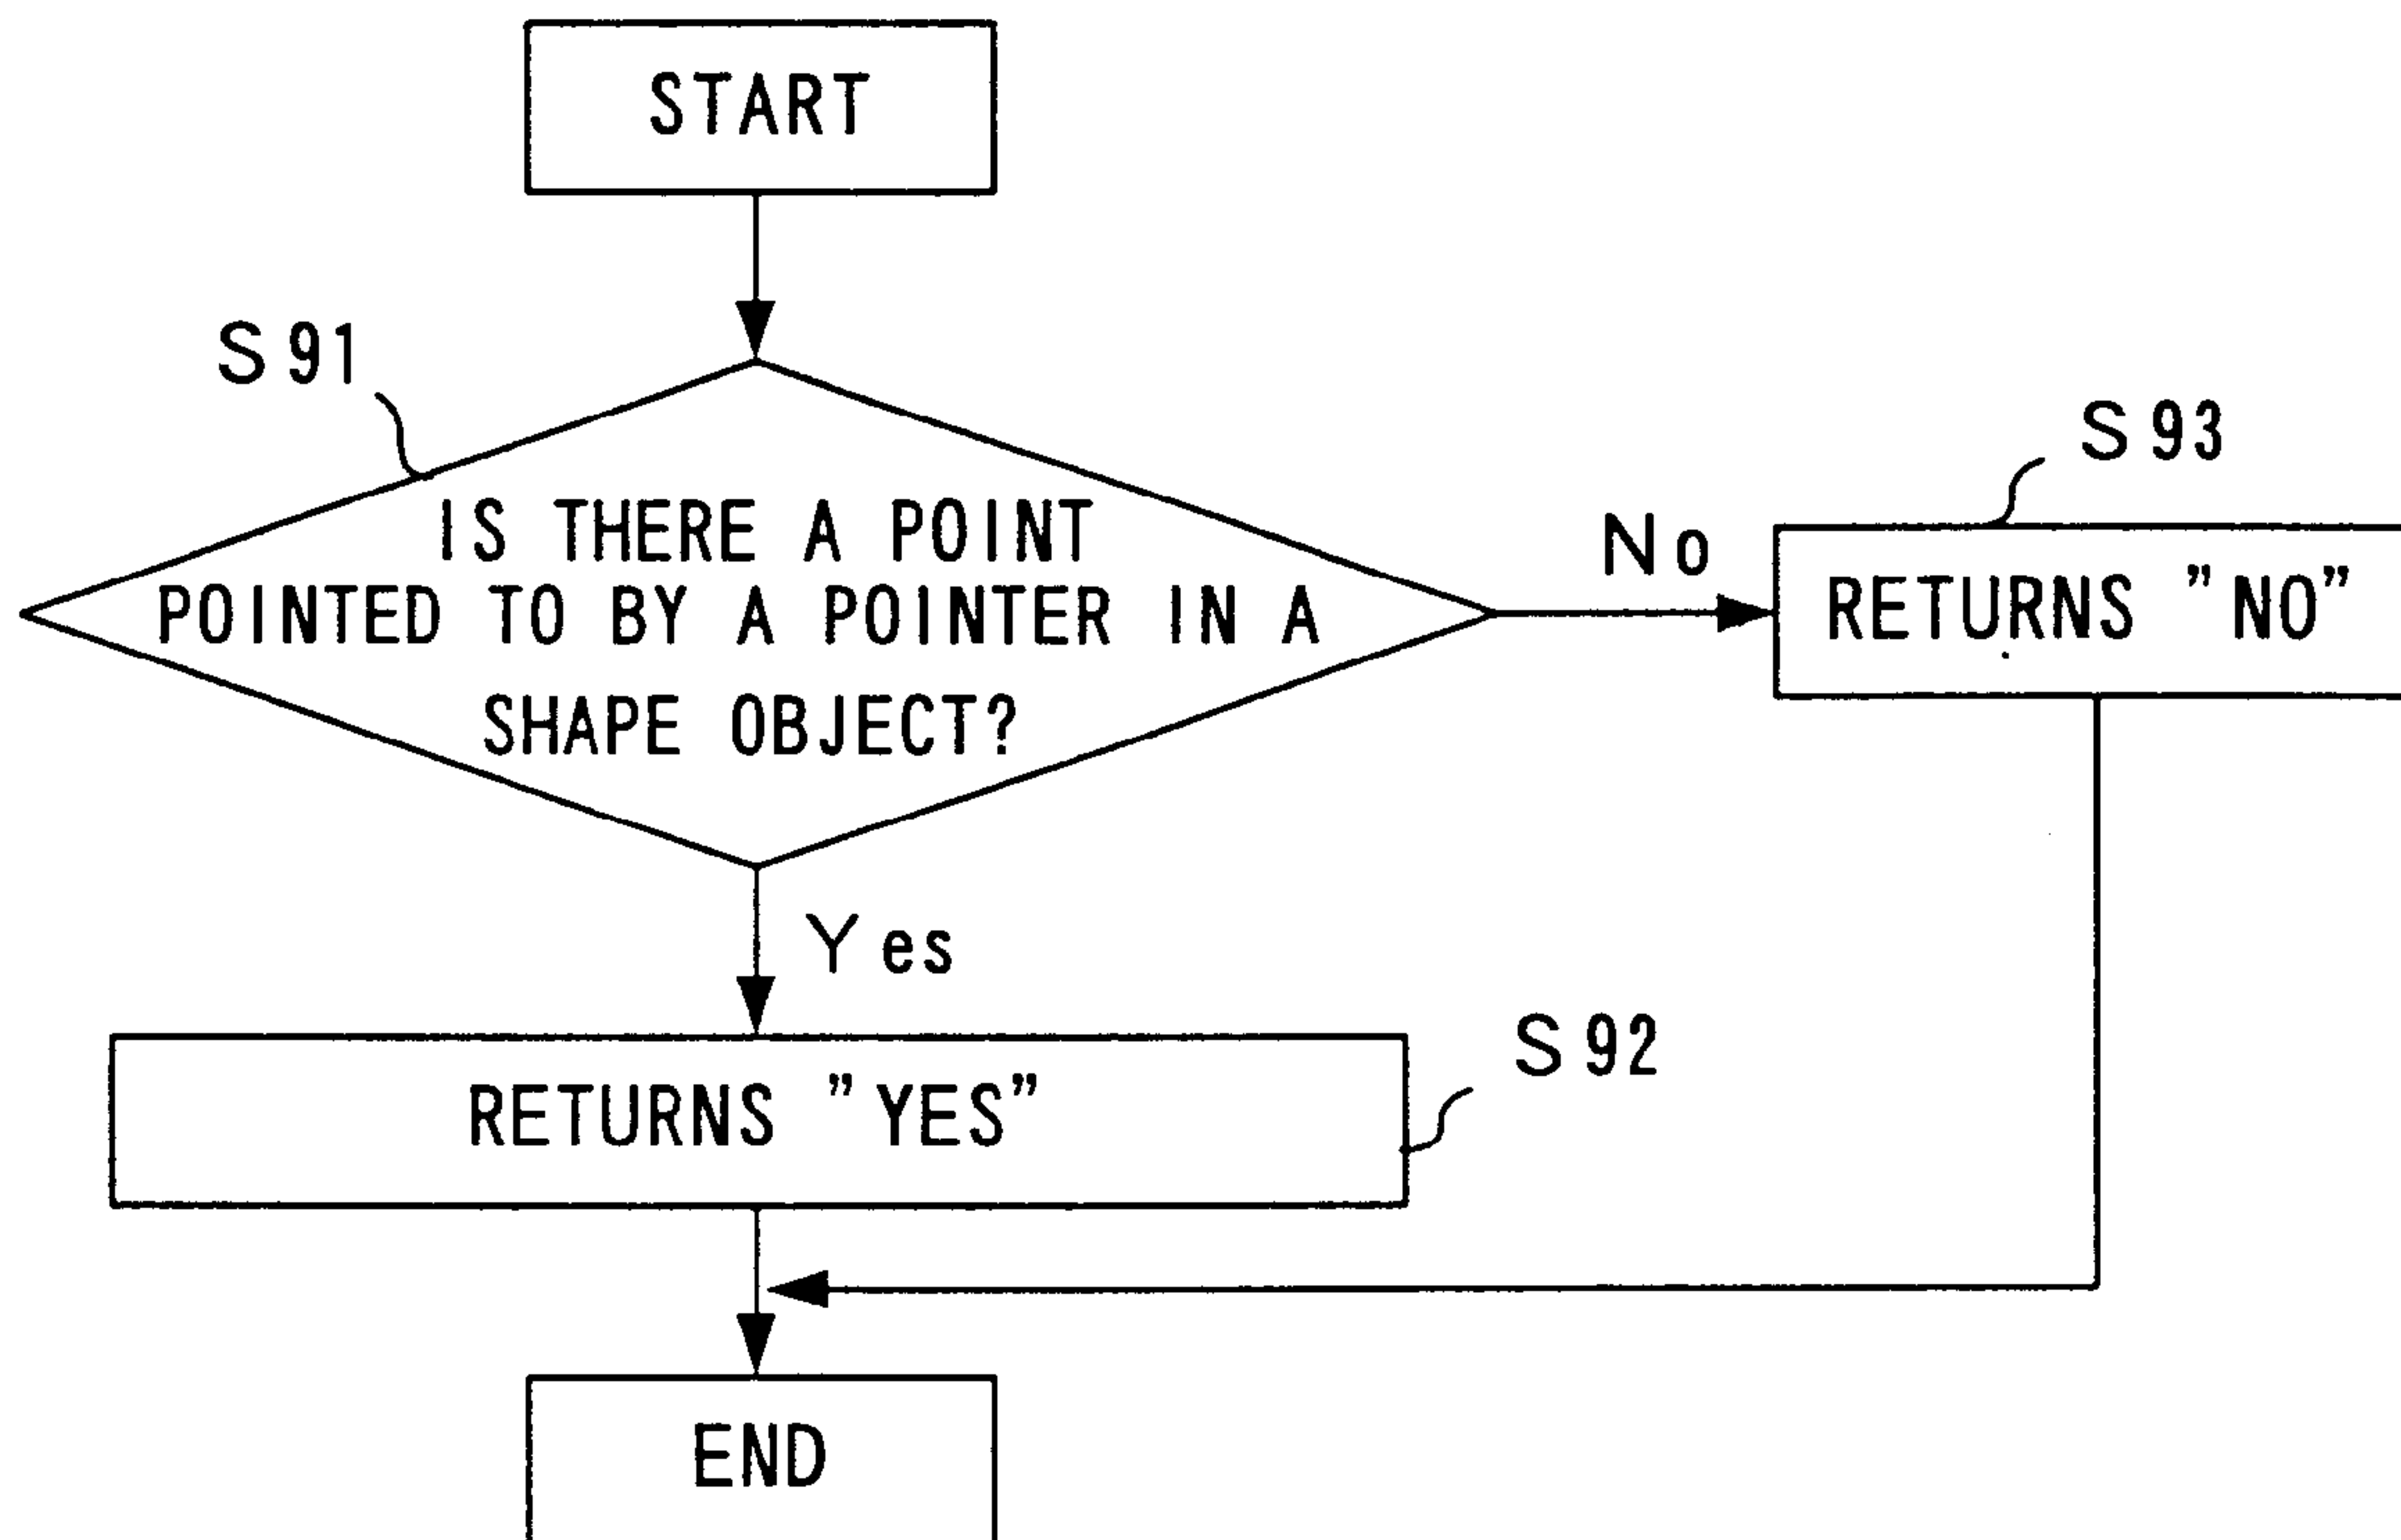 START
S91
IS THERE A POINT
POINTED TO BY A POINTER IN A
SHAPE OBJECT?
No
S93
RETURNS ”NO”
Yes
S92
RETURNS ”YES”
END